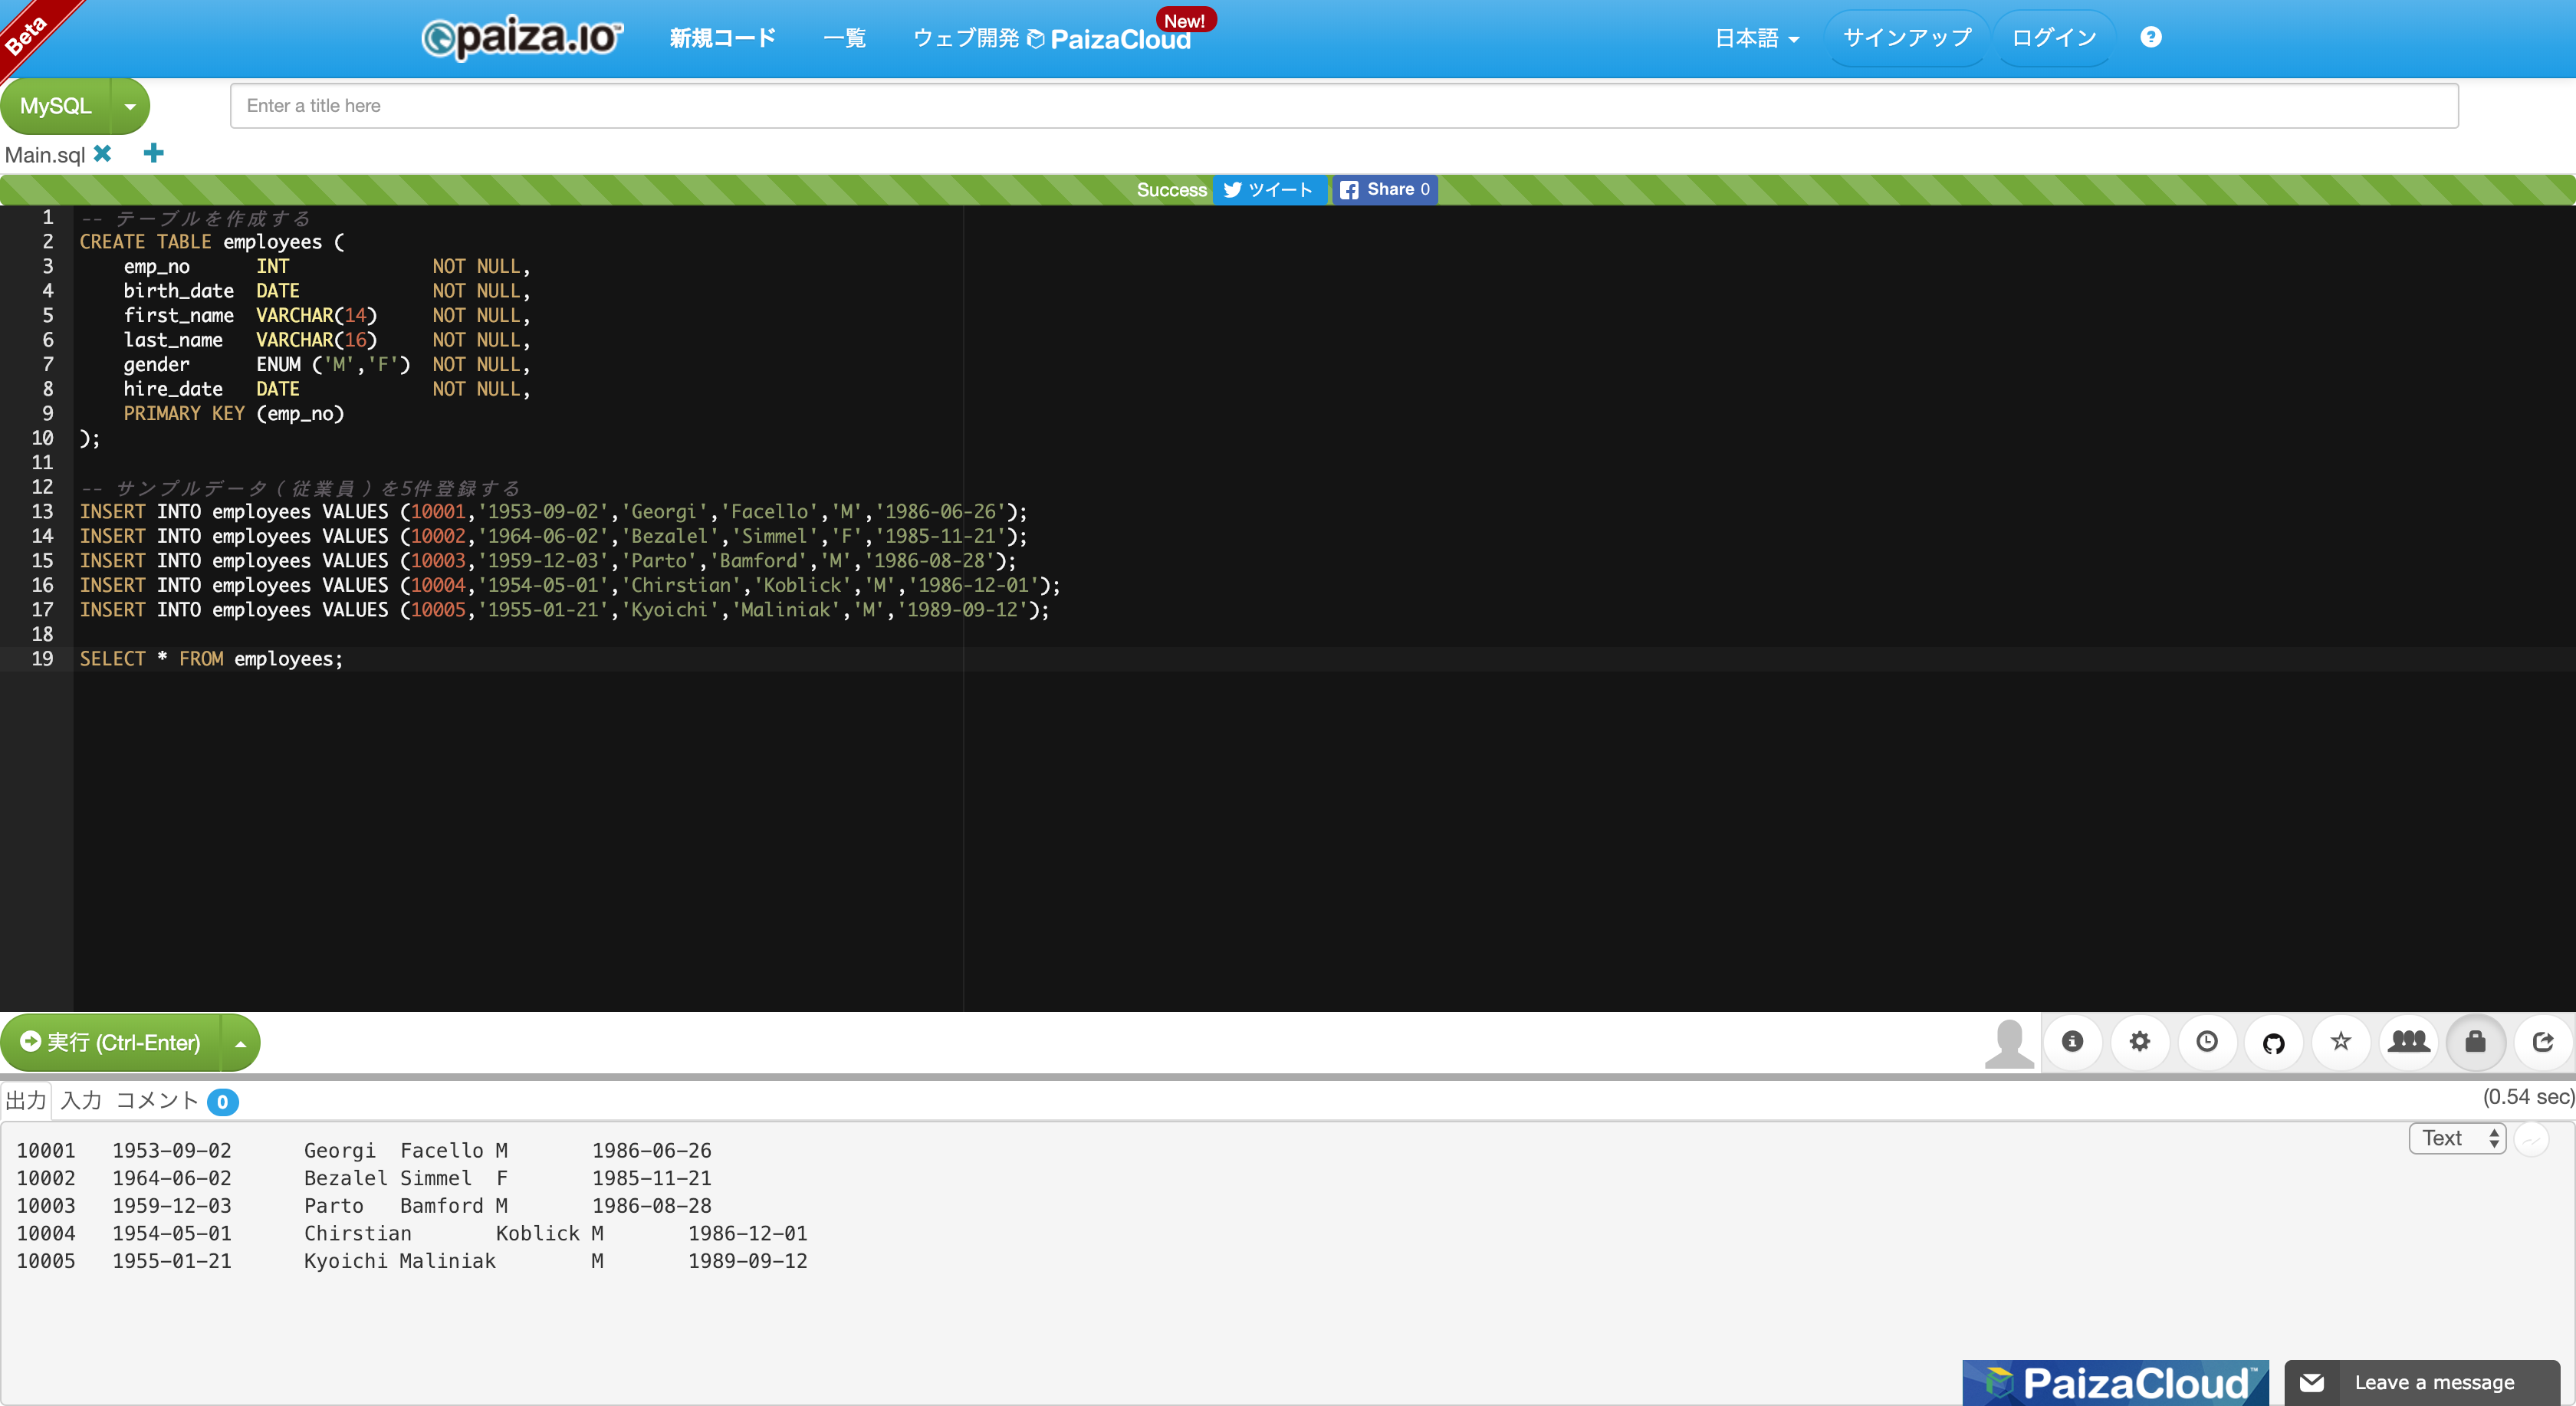 Beta
paiza.io 新規コード 一覧 ウェブ開発 PaizaCloud New! 日本語 サインアップ ログイン ?
MySQL Enter a title here
Main.sql
Success ツイート Share 0
1 -- テーブルを作成する
2 CREATE TABLE employees (
3 emp_no INT NOT NULL,
4 birth_date DATE NOT NULL,
5 first_name VARCHAR(14) NOT NULL,
6 last_name VARCHAR(16) NOT NULL,
7 gender ENUM ('M','F') NOT NULL,
8 hire_date DATE NOT NULL,
9 PRIMARY KEY (emp_no)
10 );
11
12 -- サンプルデータ（従業員）を5件登録する
13 INSERT INTO employees VALUES (10001,'1953-09-02','Georgi','Facello','M','1986-06-26');
14 INSERT INTO employees VALUES (10002,'1964-06-02','Bezalel','Simmel','F','1985-11-21');
15 INSERT INTO employees VALUES (10003,'1959-12-03','Parto','Bamford','M','1986-08-28');
16 INSERT INTO employees VALUES (10004,'1954-05-01','Chirstian','Koblick','M','1986-12-01');
17 INSERT INTO employees VALUES (10005,'1955-01-21','Kyoichi','Maliniak','M','1989-09-12');
18
19 SELECT * FROM employees;
実行 (Ctrl-Enter)
出力 入力 コメント 0 (0.54 sec)
Text
10001 1953-09-02 Georgi Facello M 1986-06-26
10002 1964-06-02 Bezalel Simmel F 1985-11-21
10003 1959-12-03 Parto Bamford M 1986-08-28
10004 1954-05-01 Chirstian Koblick M 1986-12-01
10005 1955-01-21 Kyoichi Maliniak M 1989-09-12
PaizaCloud™ Leave a message